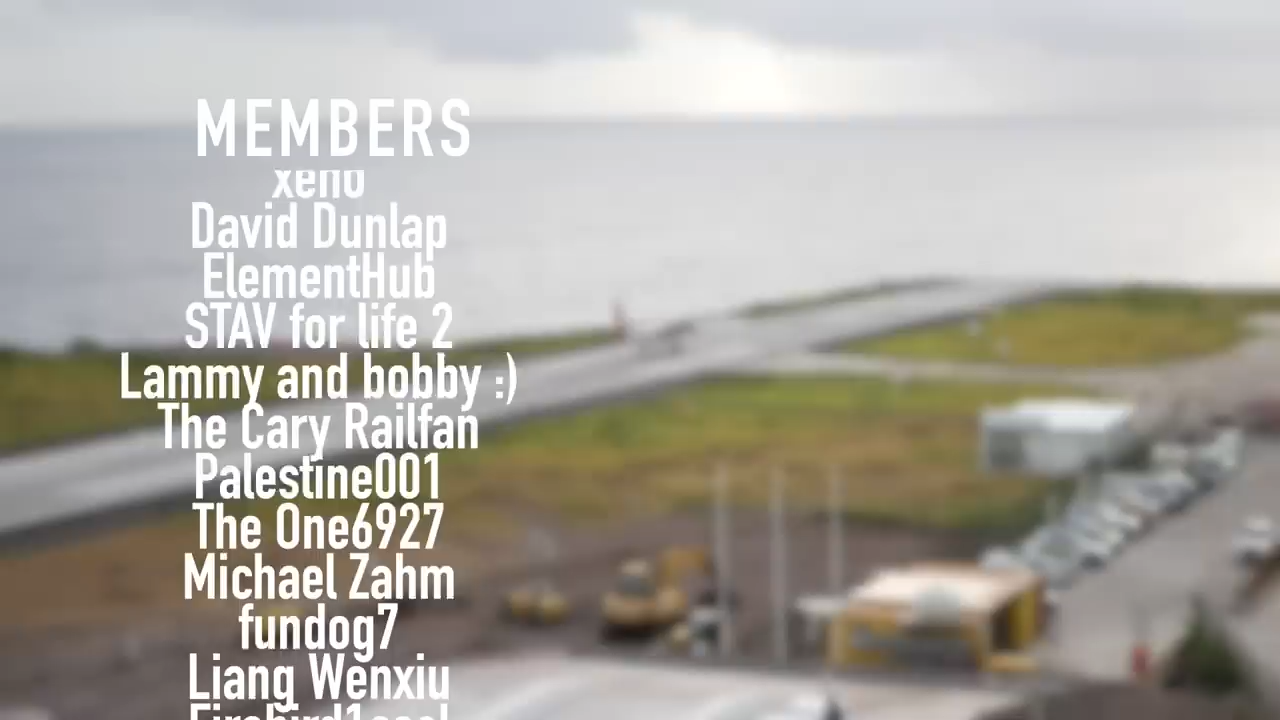 MEMBERS
xeno
David Dunlap
ElementHub
STAV for life 2
Lammy and bobby :)
The Cary Railfan
Palestine001
The One6927
Michael Zahm
fundog7
Liang Wenxiu